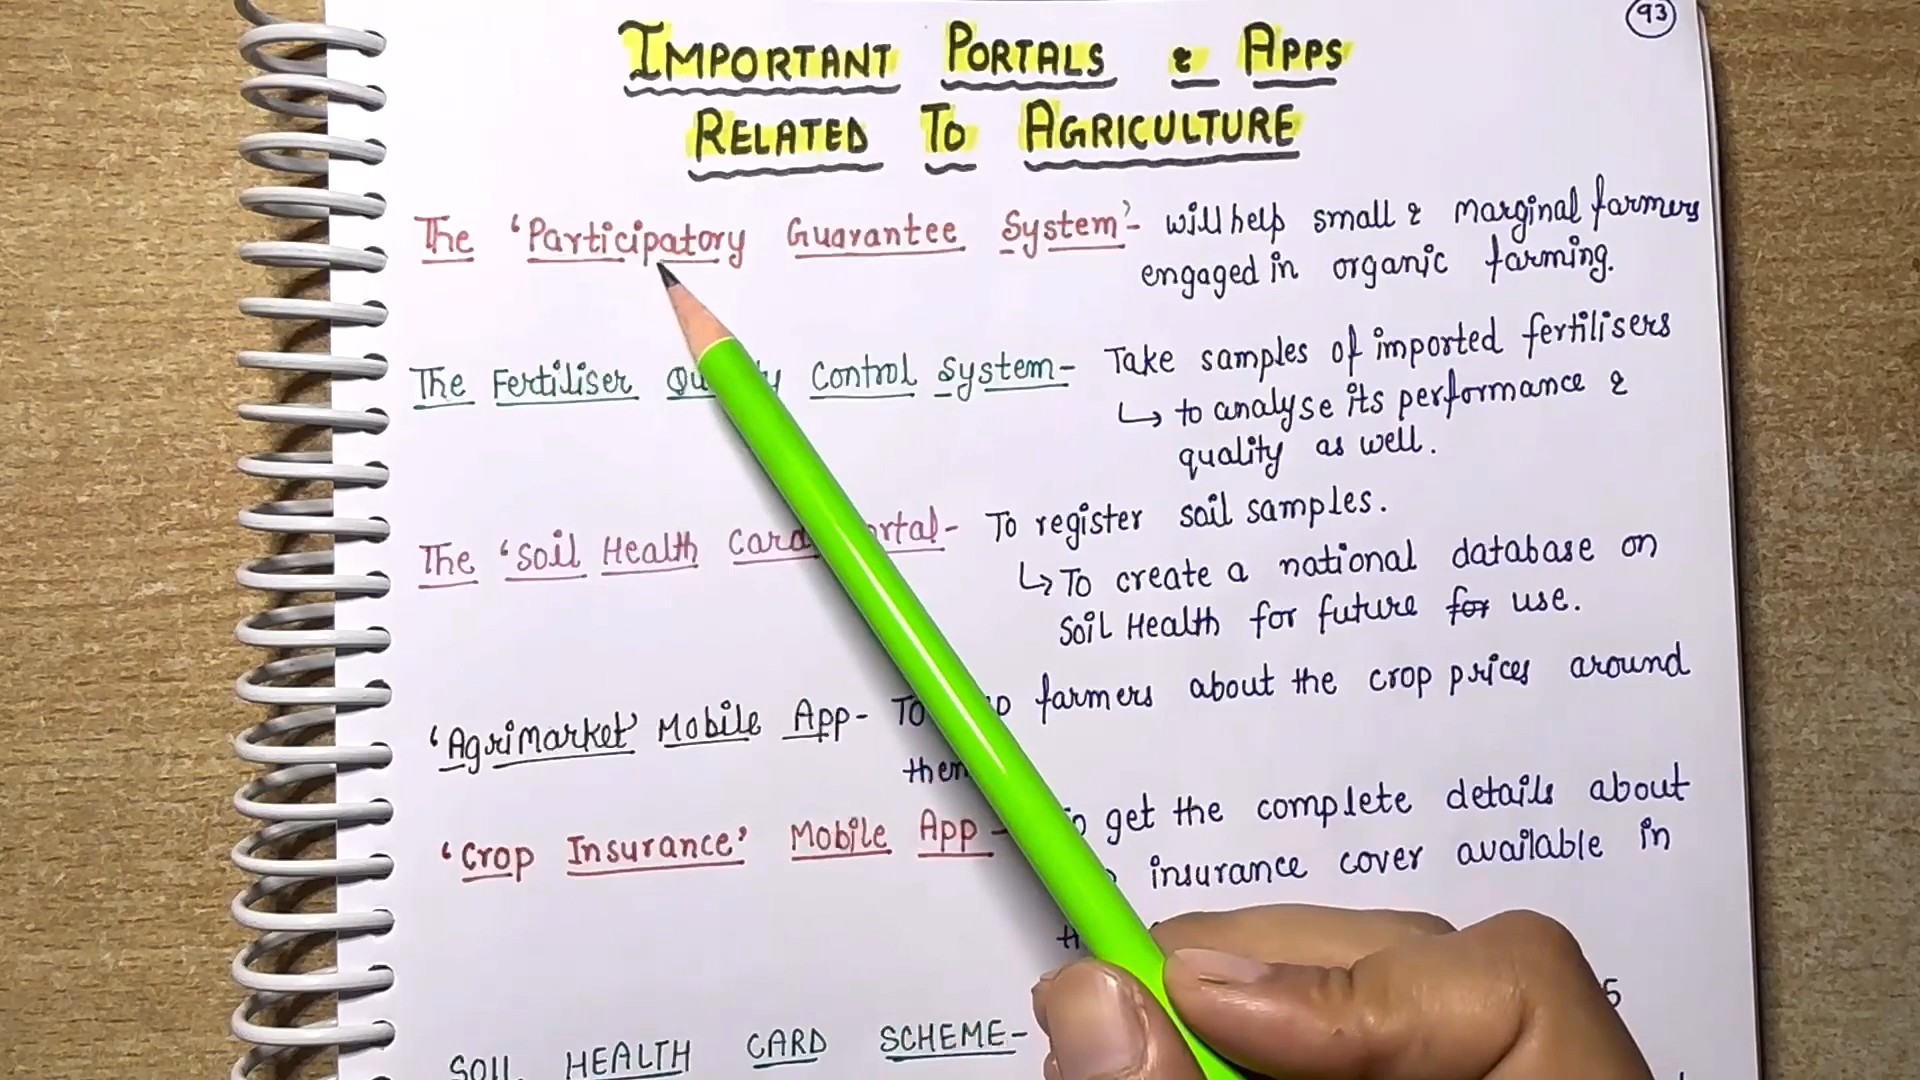 93
IMPORTANT PORTALS & APPS
RELATED TO AGRICULTURE
The 'Participatory Guarantee System'- will help small & marginal farmers
engaged in organic farming.
The Fertiliser Control System- Take samples of imported fertilisers
↳ to analyse its performance &
quality as well.
The 'Soil Health Card - To register soil samples.
↳ To create a national database on
Soil Health for future for use.
'AgriMarket' Mobile App- To farmers about the crop prices around
'Crop Insurance' Mobile App- get the complete details about
insurance cover available in
SOIL HEALTH CARD SCHEME-